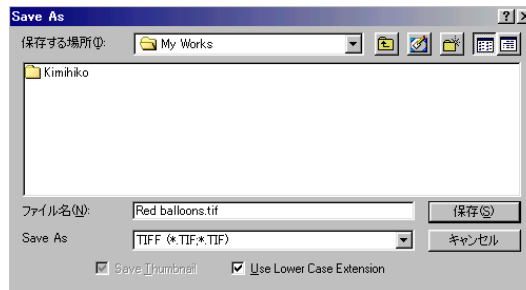 Save As
保存する場所(I): My Works
Kimihiko
ファイル名(N): Red balloons.tif 保存(S)
Save As TIFF (*.TIF;*.TIF) キャンセル
Save Thumbnail Use Lower Case Extension